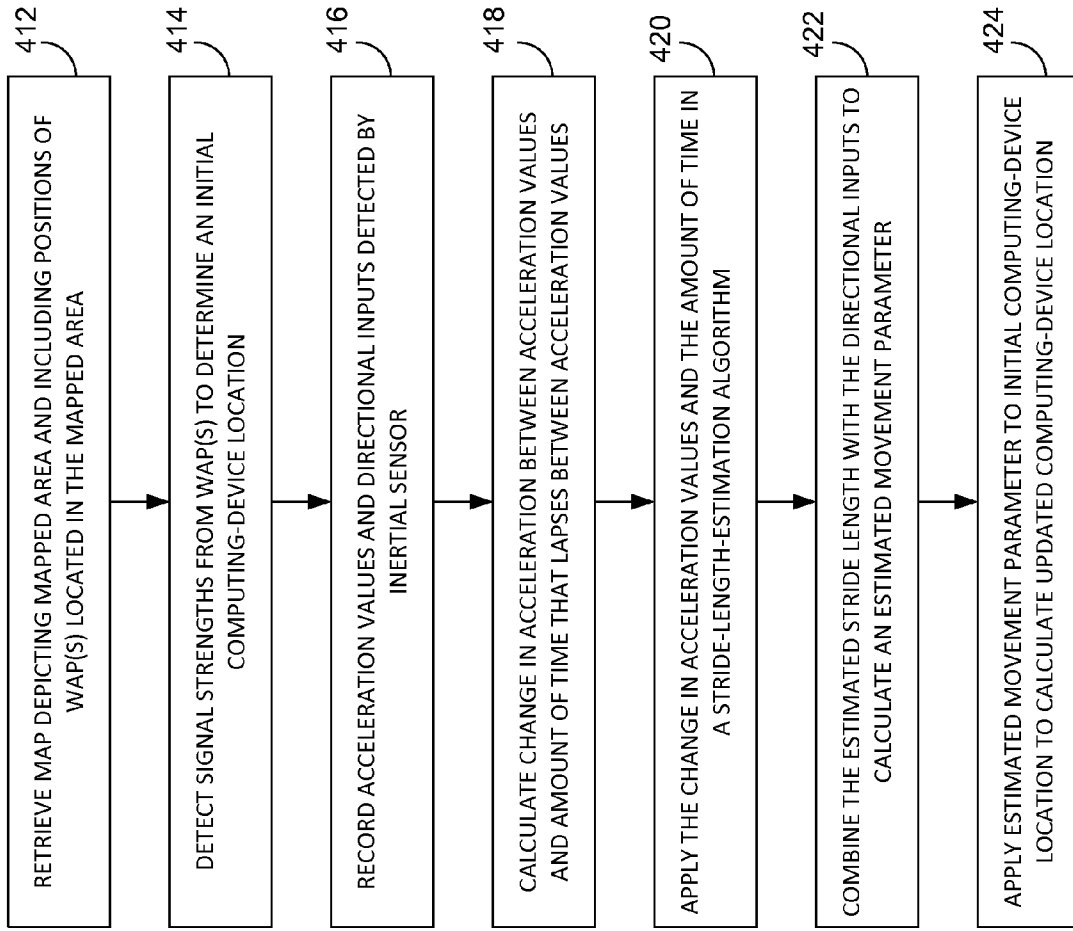 412
RETRIEVE MAP DEPICTING MAPPED AREA AND INCLUDING POSITIONS OF
WAP(S) LOCATED IN THE MAPPED AREA
414
DETECT SIGNAL STRENGTHS FROM WAP(S) TO DETERMINE AN INITIAL
COMPUTING-DEVICE LOCATION
416
RECORD ACCELERATION VALUES AND DIRECTIONAL INPUTS DETECTED BY
INERTIAL SENSOR
418
CALCULATE CHANGE IN ACCELERATION BETWEEN ACCELERATION VALUES
AND AMOUNT OF TIME THAT LAPSES BETWEEN ACCELERATION VALUES
420
APPLY THE CHANGE IN ACCELERATION VALUES AND THE AMOUNT OF TIME IN
A STRIDE-LENGTH-ESTIMATION ALGORITHM
422
COMBINE THE ESTIMATED STRIDE LENGTH WITH THE DIRECTIONAL INPUTS TO
CALCULATE AN ESTIMATED MOVEMENT PARAMETER
424
APPLY ESTIMATED MOVEMENT PARAMETER TO INITIAL COMPUTING-DEVICE
LOCATION TO CALCULATE UPDATED COMPUTING-DEVICE LOCATION